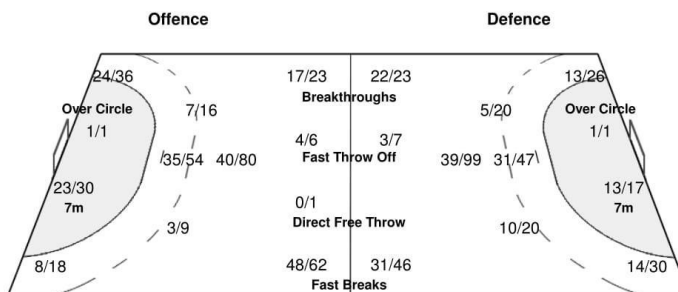 Offence Defence
24/36 17/23 22/23 13/26
Breakthroughs
Over Circle 7/16 5/20 Over Circle
1/1 1/1
4/6 3/7
35/54 40/80 Fast Throw Off 39/99 31/47
23/30 13/17
7m 7m
0/1
3/9 Direct Free Throw 10/20
8/18 48/62 31/46 14/30
Fast Breaks